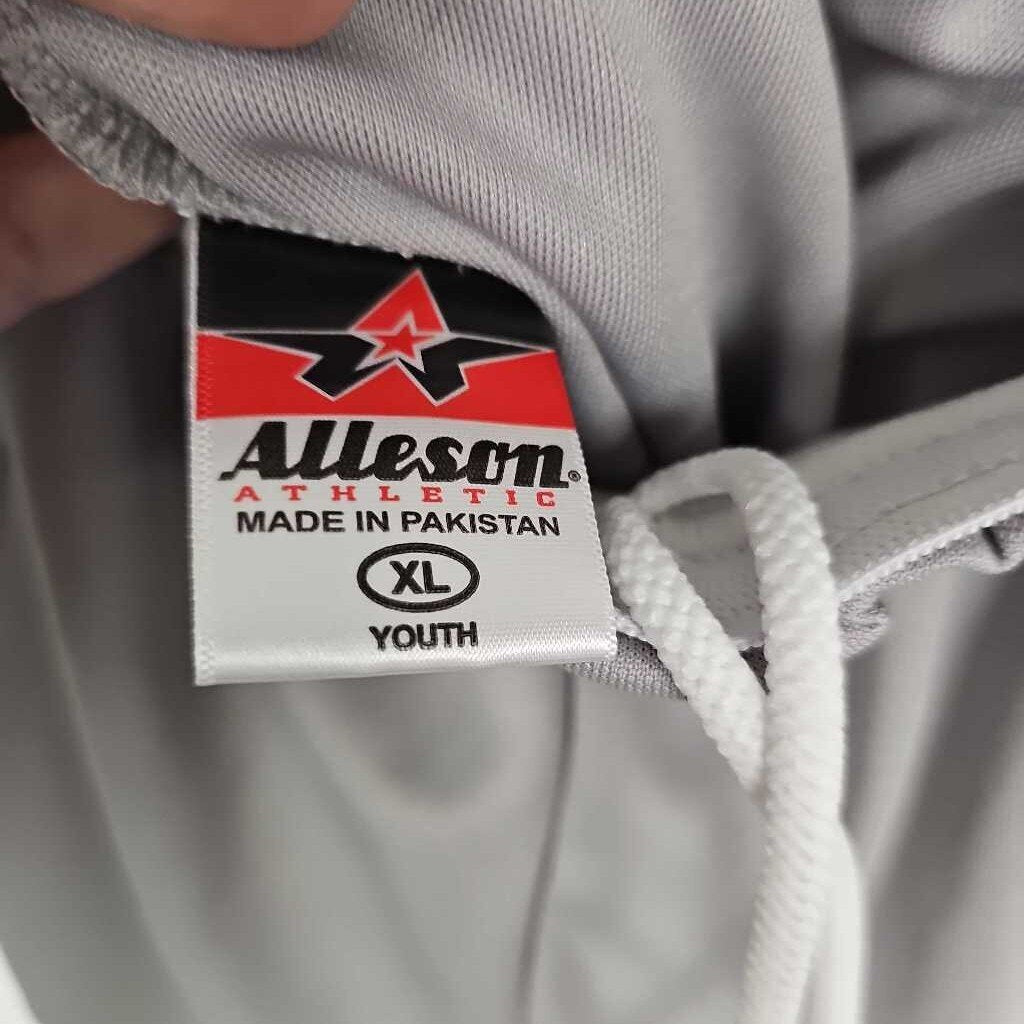 Alleson®
ATHLETIC
MADE IN PAKISTAN
XL
YOUTH